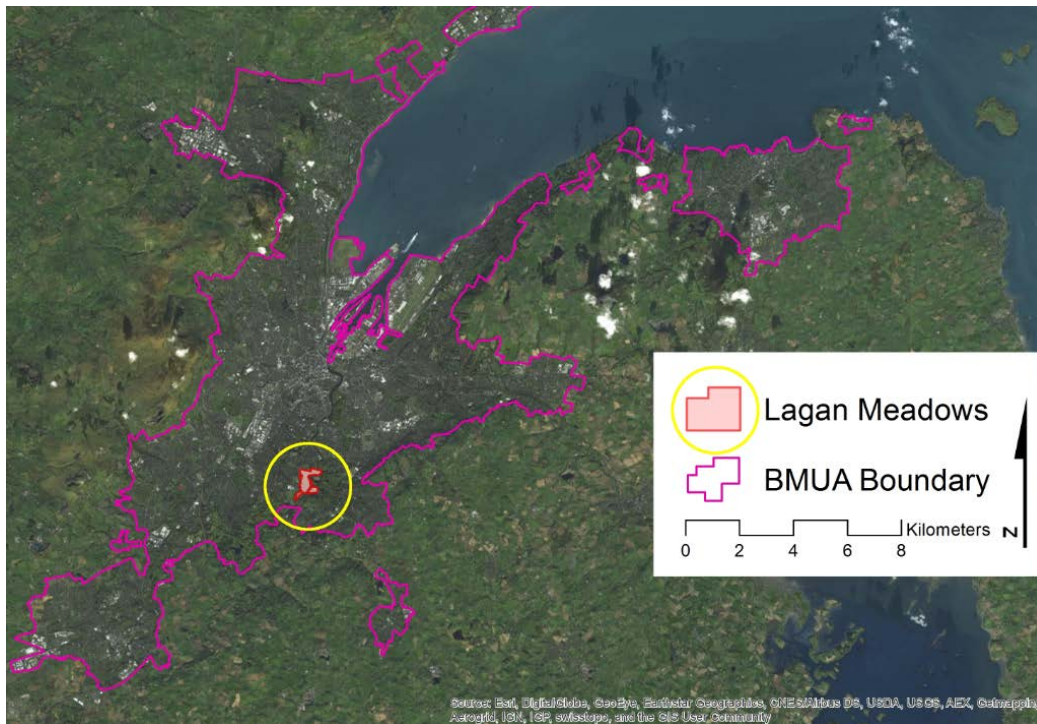 Lagan Meadows
BMUA Boundary
Kilometers
0 2 4 6 8
N
Source: Esri, DigitalGlobe, GeoEye, Earthstar Geographics, CNES/Airbus DS, USDA, USGS, AEX, Getmapping,
Aerogrid, IGN, IGP, swisstopo, and the GIS User Community